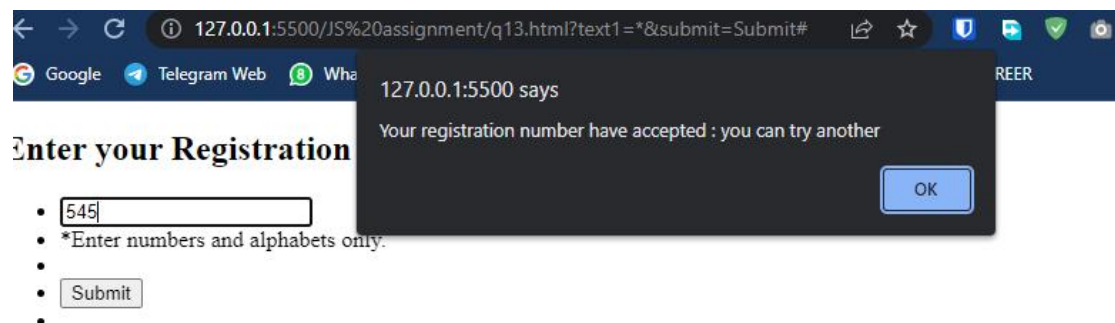 127.0.0.1:5500/JS%20assignment/q13.html?text1=*&submit=Submit#
Google Telegram Web Wha REER
127.0.0.1:5500 says
Your registration number have accepted : you can try another
OK
Enter your Registration
545
*Enter numbers and alphabets only.
Submit